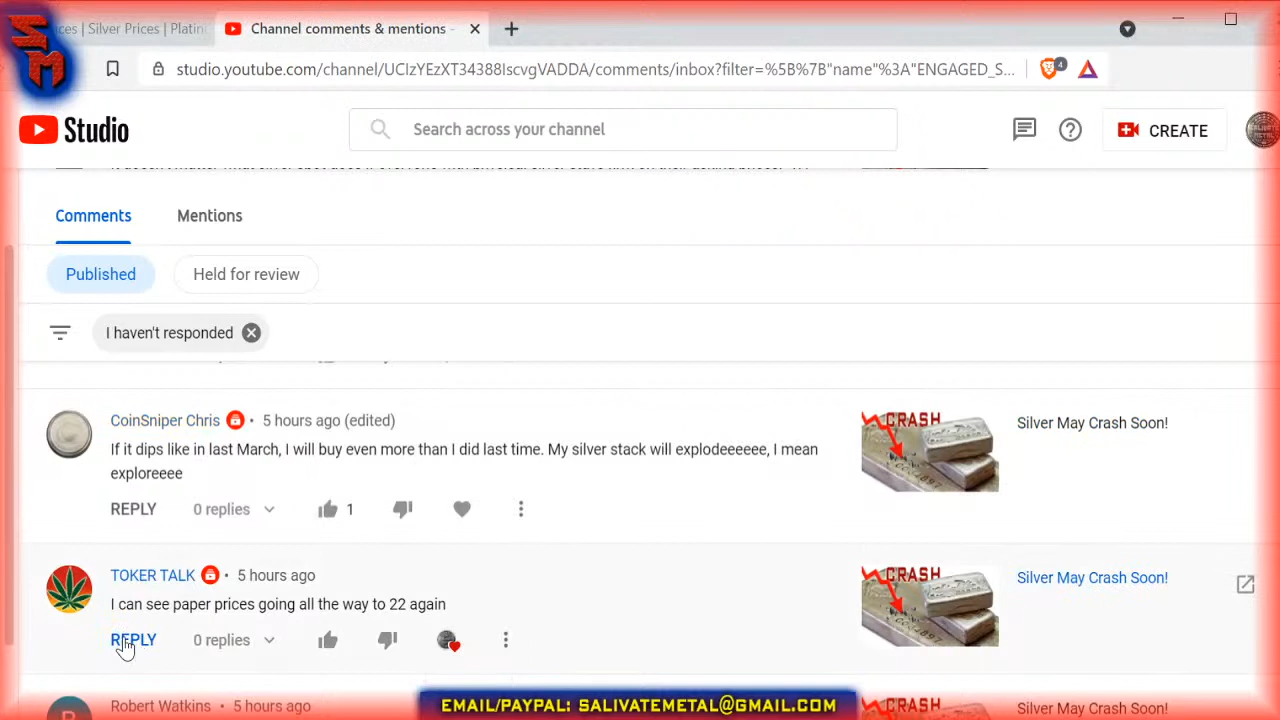 SM
ces | Silver Prices | Platin
Channel comments & mentions -
studio.youtube.com/channel/UCIzYEzXT34388IscvgVADDA/comments/inbox?filter=%5B%7B"name"%3A"ENGAGED_S...
4
Studio
Search across your channel
CREATE
Comments
Mentions
Published
Held for review
I haven't responded
CoinSniper Chris • 5 hours ago (edited)
If it dips like in last March, I will buy even more than I did last time. My silver stack will explodeeeeee, I mean
exploreeee
REPLY
0 replies
1
CRASH
Silver May Crash Soon!
TOKER TALK • 5 hours ago
I can see paper prices going all the way to 22 again
REPLY
0 replies
CRASH
Silver May Crash Soon!
Robert Watkins • 5 hours ago
CRASH
Silver May Crash Soon!
EMAIL/PAYPAL: SALIVATEMETAL@GMAIL.COM